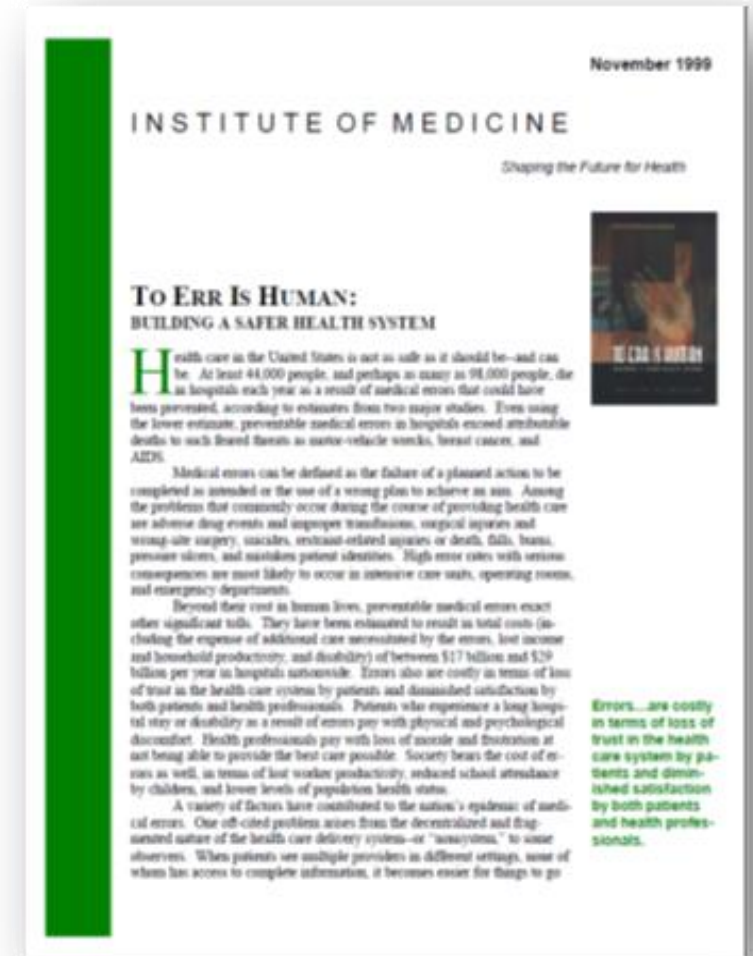 November 1999
INSTITUTE OF MEDICINE
Shaping the Future for Health
TO ERR IS HUMAN
TO ERR IS HUMAN:
BUILDING A SAFER HEALTH SYSTEM
Health care in the United States is not as safe as it should be--and can
be. At least 44,000 people, and perhaps as many as 98,000 people, die
in hospitals each year as a result of medical errors that could have
been prevented, according to estimates from two major studies. Even using
the lower estimate, preventable medical errors in hospitals exceed attributable
deaths to such feared threats as motor-vehicle wrecks, breast cancer, and
AIDS.
Medical errors can be defined as the failure of a planned action to be
completed as intended or the use of a wrong plan to achieve an aim. Among
the problems that commonly occur during the course of providing health care
are adverse drug events and improper transfusions, surgical injuries and
wrong-site surgery, suicides, restraint-related injuries or death, falls, burns,
pressure ulcers, and mistaken patient identities. High error rates with serious
consequences are most likely to occur in intensive care units, operating rooms,
and emergency departments.
Beyond their cost in human lives, preventable medical errors exact
other significant tolls. They have been estimated to result in total costs (in-
cluding the expense of additional care necessitated by the errors, lost income
and household productivity, and disability) of between $17 billion and $29
billion per year in hospitals nationwide. Errors also are costly in terms of loss
of trust in the health care system by patients and diminished satisfaction by
both patients and health professionals. Patients who experience a long hospi-
tal stay or disability as a result of errors pay with physical and psychological
discomfort. Health professionals pay with loss of morale and frustration at
not being able to provide the best care possible. Society bears the cost of er-
rors as well, in terms of lost worker productivity, reduced school attendance
by children, and lower levels of population health status.
A variety of factors have contributed to the nation's epidemic of medi-
cal errors. One oft-cited problem arises from the decentralized and frag-
mented nature of the health care delivery system--or "nonsystem," to some
observers. When patients see multiple providers in different settings, none of
whom has access to complete information, it becomes easier for things to go
Errors...are costly
in terms of loss of
trust in the health
care system by pa-
tients and dimin-
ished satisfaction
by both patients
and health profes-
sionals.